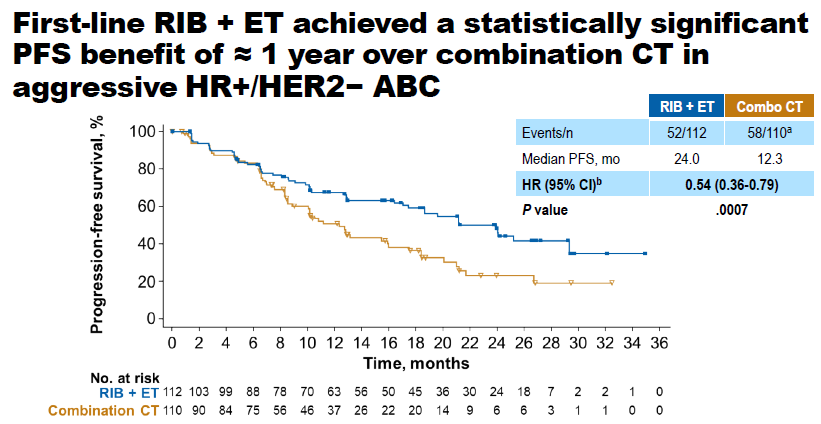 First-line RIB + ET achieved a statistically significant
PFS benefit of ≈ 1 year over combination CT in
aggressive HR+/HER2− ABC
RIB + ET Combo CT
Events/n 52/112 58/110ᵃ
Median PFS, mo 24.0 12.3
HR (95% CI)ᵇ 0.54 (0.36-0.79)
P value .0007
Progression-free survival, %
100
80
60
40
20
0
0 2 4 6 8 10 12 14 16 18 20 22 24 26 28 30 32 34 36
Time, months
No. at risk
RIB + ET 112 103 99 88 78 70 63 56 50 45 36 30 24 18 7 2 2 1 0
Combination CT 110 90 84 75 56 46 37 26 22 20 14 9 6 6 3 1 1 0 0